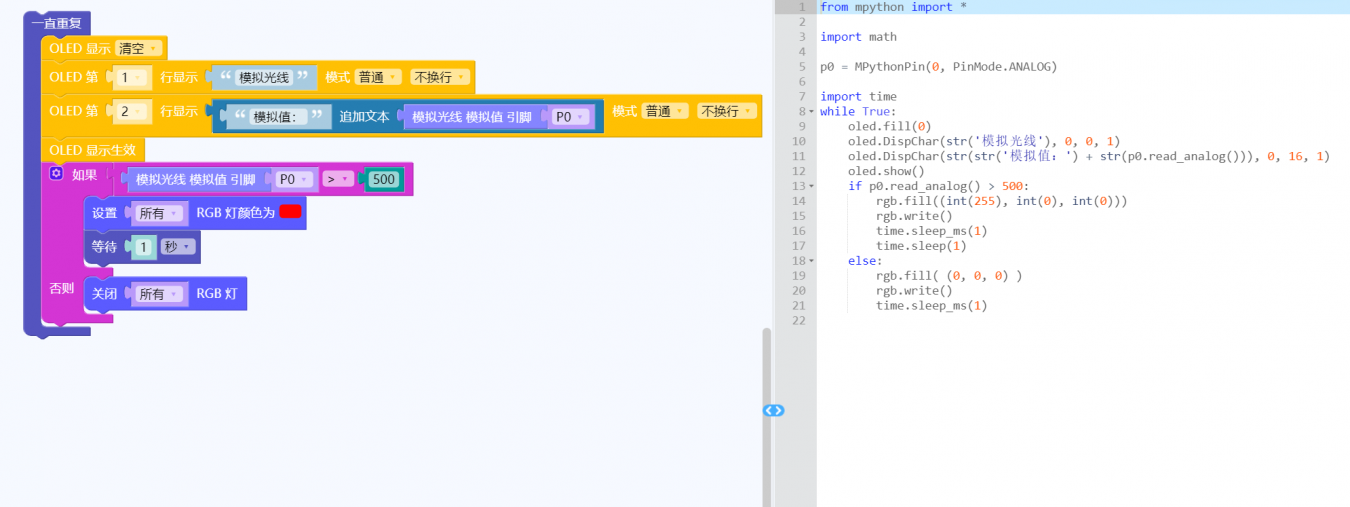 一直重复
OLED 显示 清空
OLED 第 1 行显示 “ 模拟光线 ” 模式 普通 不换行
OLED 第 2 行显示 “ 模拟值： ” 追加文本 模拟光线 模拟值 引脚 P0 模式 普通 不换行
OLED 显示生效
如果 模拟光线 模拟值 引脚 P0 > 500
设置 所有 RGB 灯颜色为
等待 1 秒
否则 关闭 所有 RGB 灯
1 from mpython import *
2
3 import math
4
5 p0 = MPythonPin(0, PinMode.ANALOG)
6
7 import time
8 while True:
9 oled.fill(0)
10 oled.DispChar(str('模拟光线'), 0, 0, 1)
11 oled.DispChar(str(str('模拟值：') + str(p0.read_analog())), 0, 16, 1)
12 oled.show()
13 if p0.read_analog() > 500:
14 rgb.fill((int(255), int(0), int(0)))
15 rgb.write()
16 time.sleep_ms(1)
17 time.sleep(1)
18 else:
19 rgb.fill( (0, 0, 0) )
20 rgb.write()
21 time.sleep_ms(1)
22